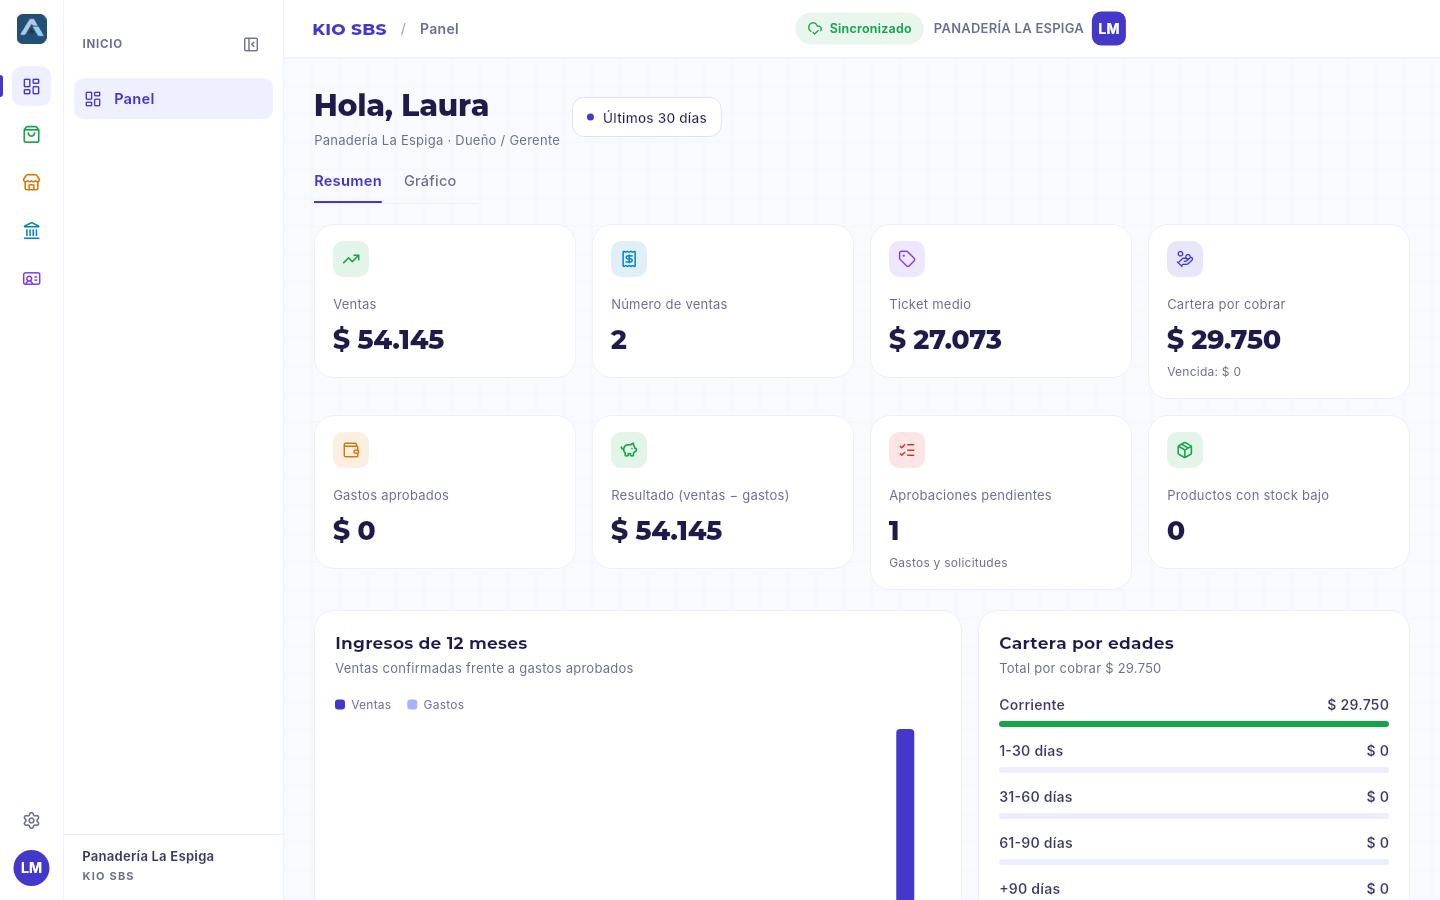 INICIO
Panel
Panadería La Espiga
KIO SBS
LM
KIO SBS / Panel
Sincronizado
PANADERÍA LA ESPIGA
LM
Hola, Laura
Panadería La Espiga · Dueño / Gerente
Últimos 30 días
Resumen
Gráfico
Ventas
$ 54.145
Número de ventas
2
Ticket medio
$ 27.073
Cartera por cobrar
$ 29.750
Vencida: $ 0
Gastos aprobados
$ 0
Resultado (ventas − gastos)
$ 54.145
Aprobaciones pendientes
1
Gastos y solicitudes
Productos con stock bajo
0
Ingresos de 12 meses
Ventas confirmadas frente a gastos aprobados
Ventas
Gastos
Cartera por edades
Total por cobrar $ 29.750
Corriente $ 29.750
1-30 días $ 0
31-60 días $ 0
61-90 días $ 0
+90 días $ 0